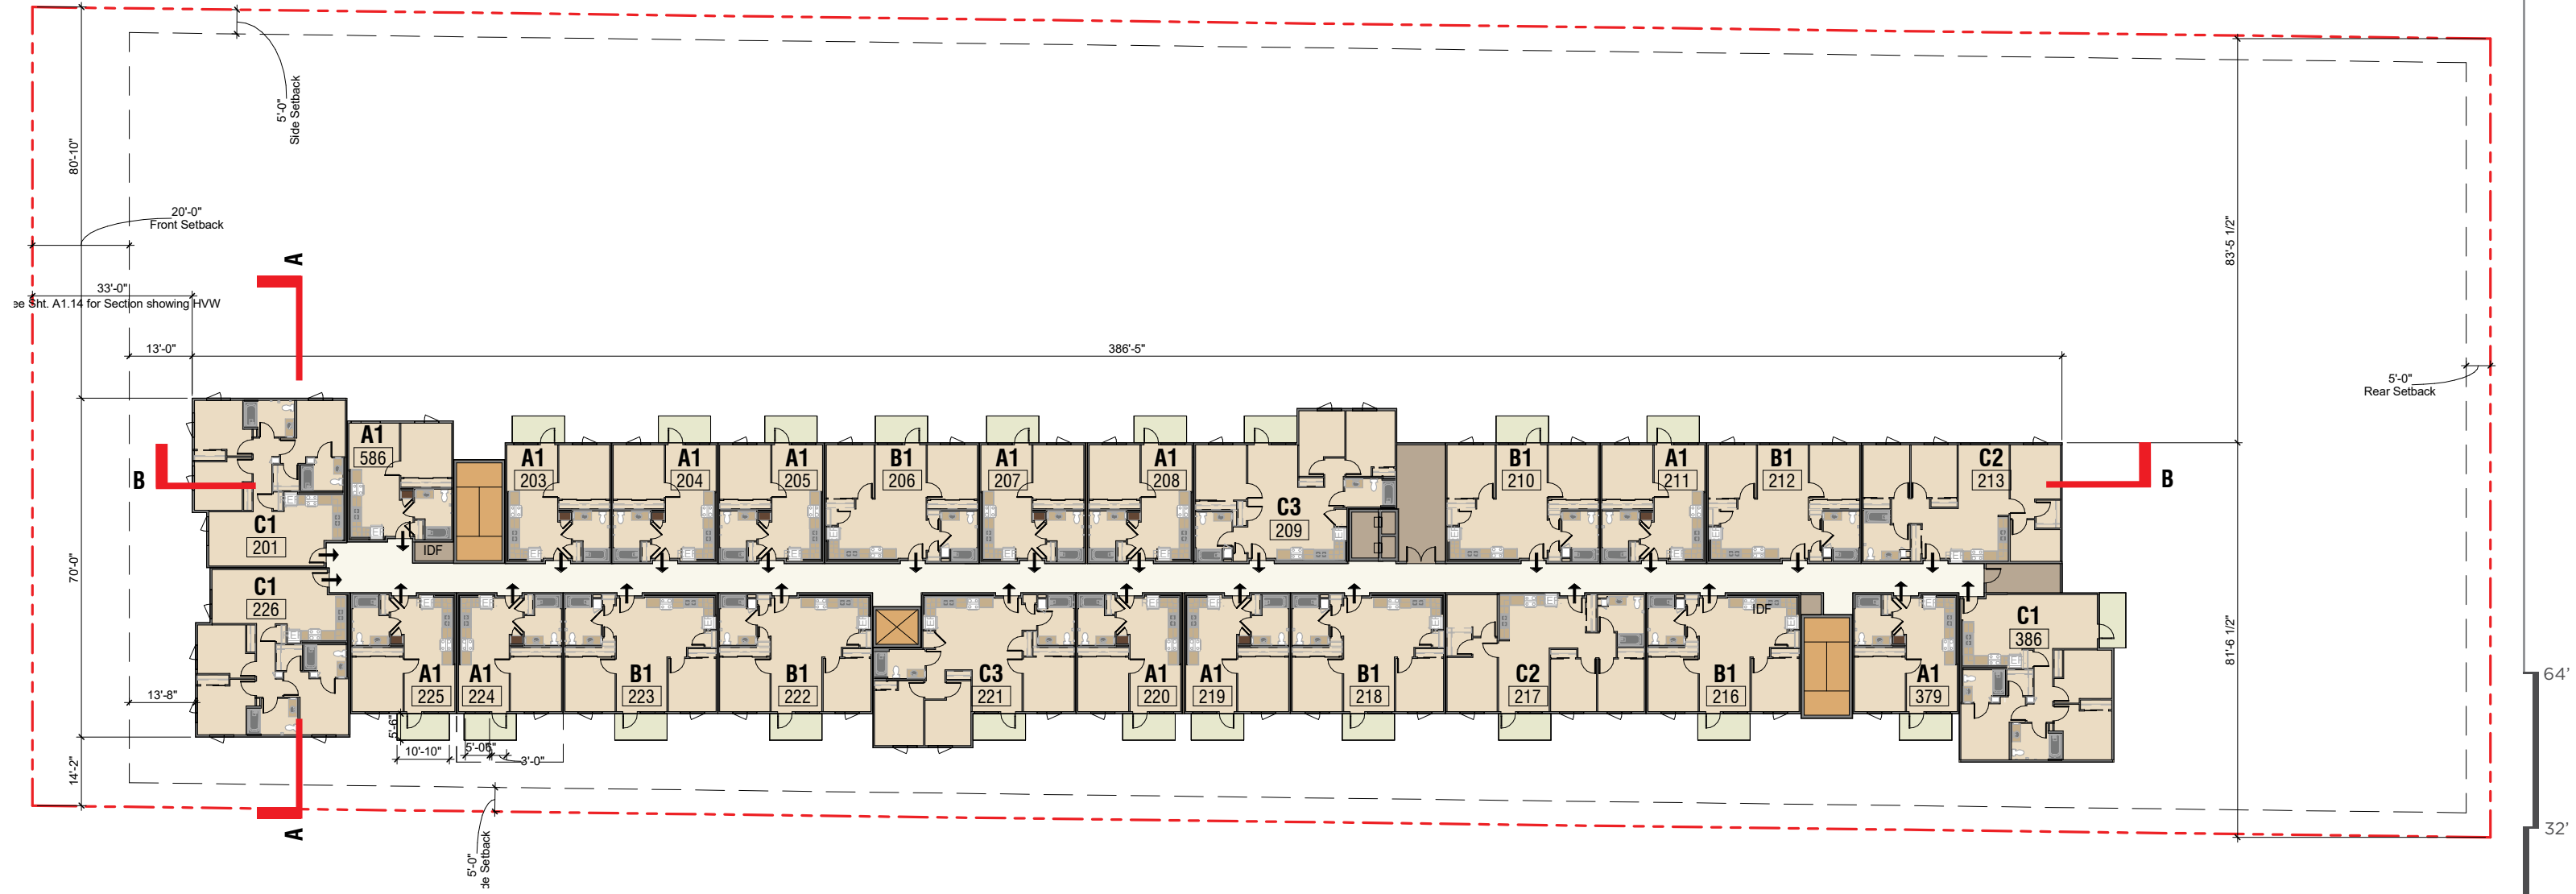 5'-0"
Side Setback
80'-10"
20'-0"
Front Setback
83'-5 1/2"
A
33'-0"
ee Sht. A1.14 for Section showing HVW
13'-0"
386'-5"
5'-0"
Rear Setback
B
B
A1
586
A1
203
A1
204
A1
205
B1
206
A1
207
A1
208
C3
209
B1
210
A1
211
B1
212
C2
213
C1
201
IDF
70'-0"
C1
226
IDF
C1
386
A1
225
A1
224
B1
223
B1
222
C3
221
A1
220
A1
219
B1
218
C2
217
B1
216
A1
379
81'-6 1/2"
13'-8"
5'-6"
10'-10"
3'-0"
14'-2"
A
5'-0"
de Setback
64'
32'